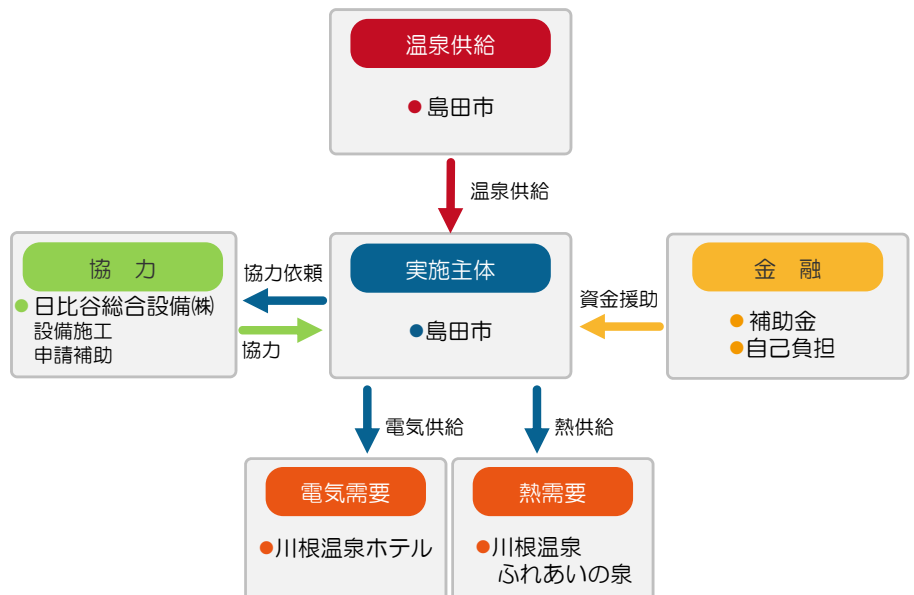 温泉供給
●島田市
温泉供給
協　力
●日比谷総合設備㈱
設備施工
申請補助
協力依頼
協力
実施主体
●島田市
資金援助
金　融
●補助金
●自己負担
電気供給
熱供給
電気需要
●川根温泉ホテル
熱需要
●川根温泉
ふれあいの泉